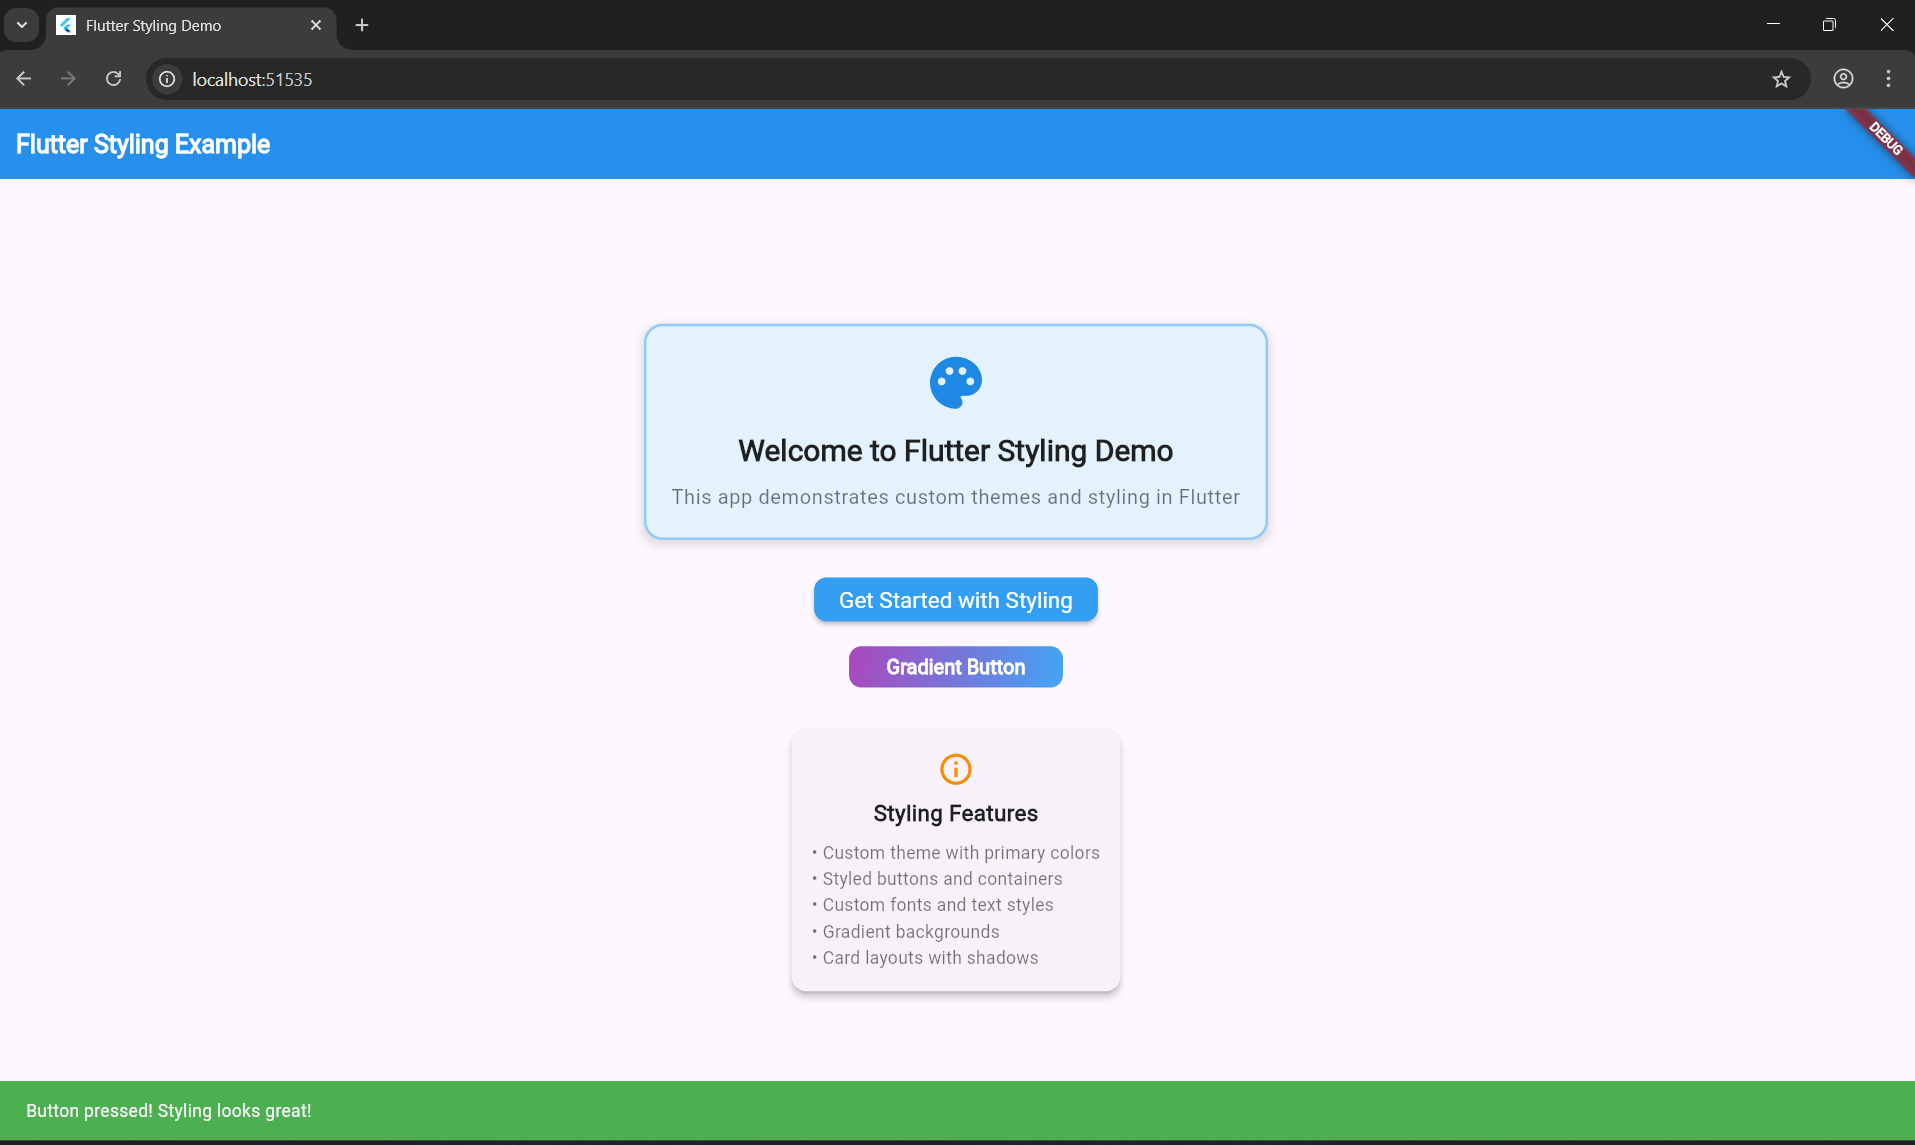 Flutter Styling Demo
localhost:51535
Flutter Styling Example
DEBUG
Welcome to Flutter Styling Demo
This app demonstrates custom themes and styling in Flutter
Get Started with Styling
Gradient Button
Styling Features
• Custom theme with primary colors
• Styled buttons and containers
• Custom fonts and text styles
• Gradient backgrounds
• Card layouts with shadows
Button pressed! Styling looks great!